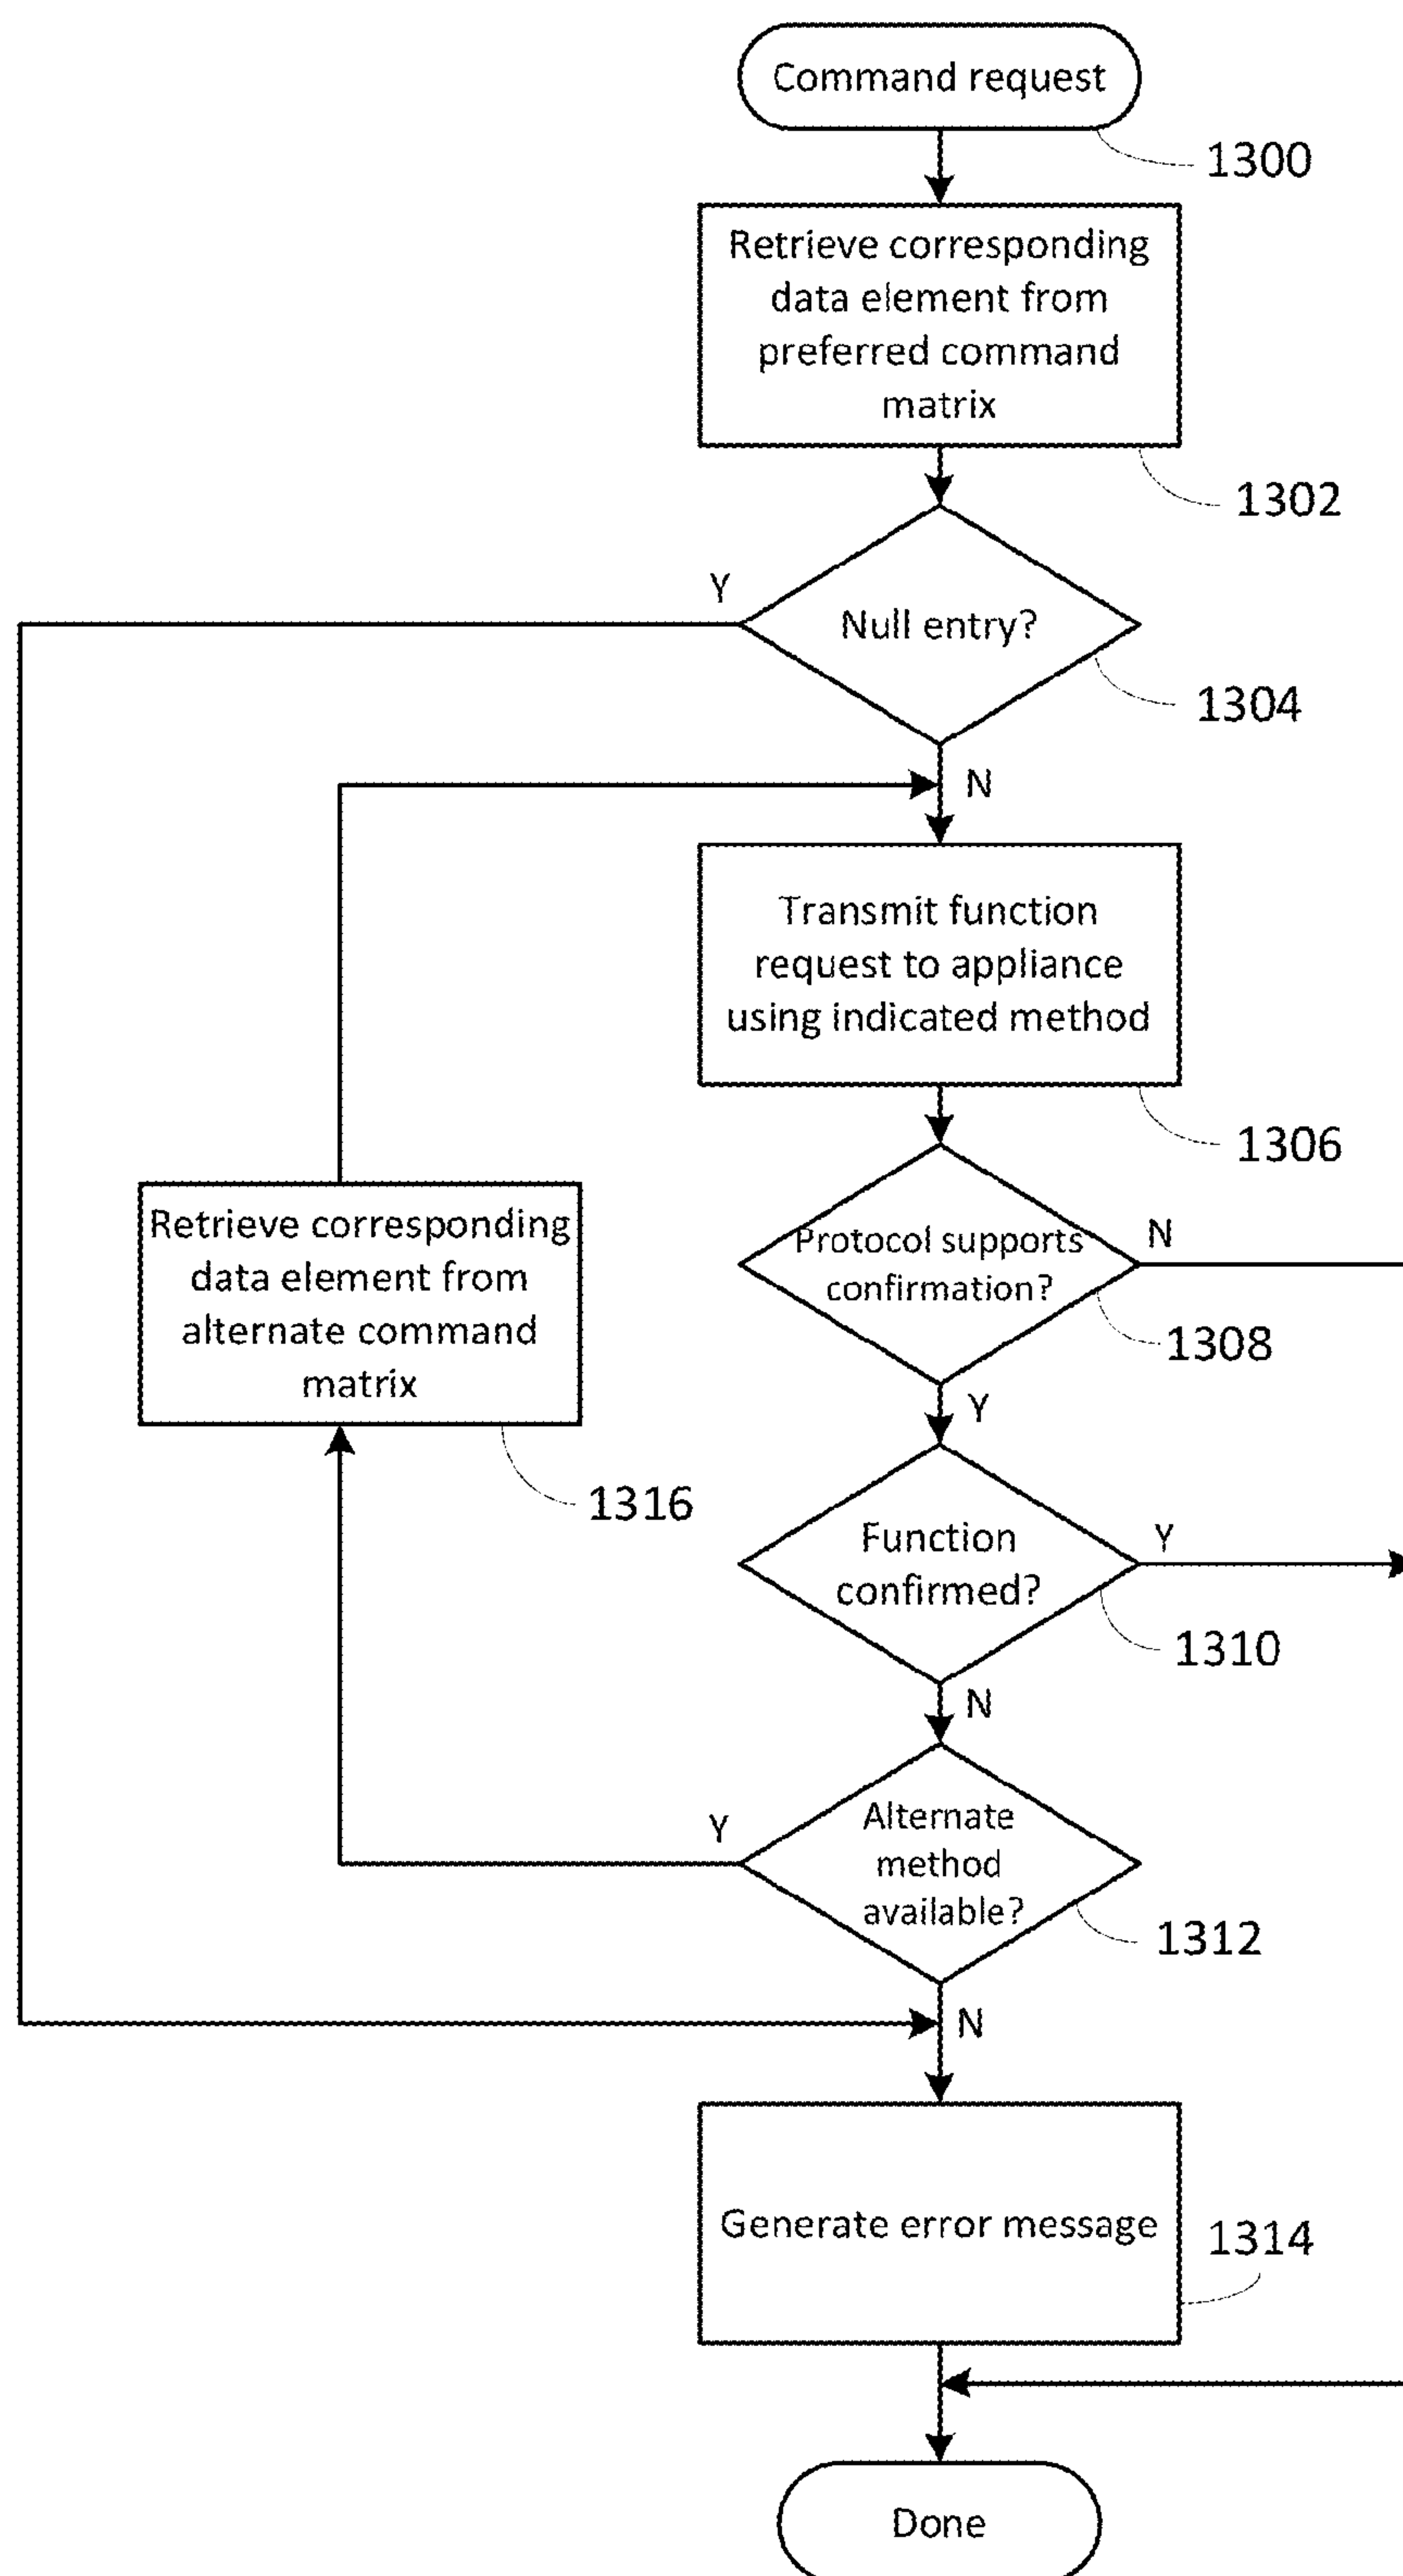 Command request
1300
Retrieve corresponding
data element from
preferred command
matrix
1302
Y
Null entry?
1304
N
Transmit function
request to appliance
using indicated method
1306
Retrieve corresponding
data element from
alternate command
matrix
1316
Protocol supports
confirmation?
N
1308
Y
Function
confirmed?
Y
1310
N
Alternate
method
available?
Y
1312
N
Generate error message
1314
Done